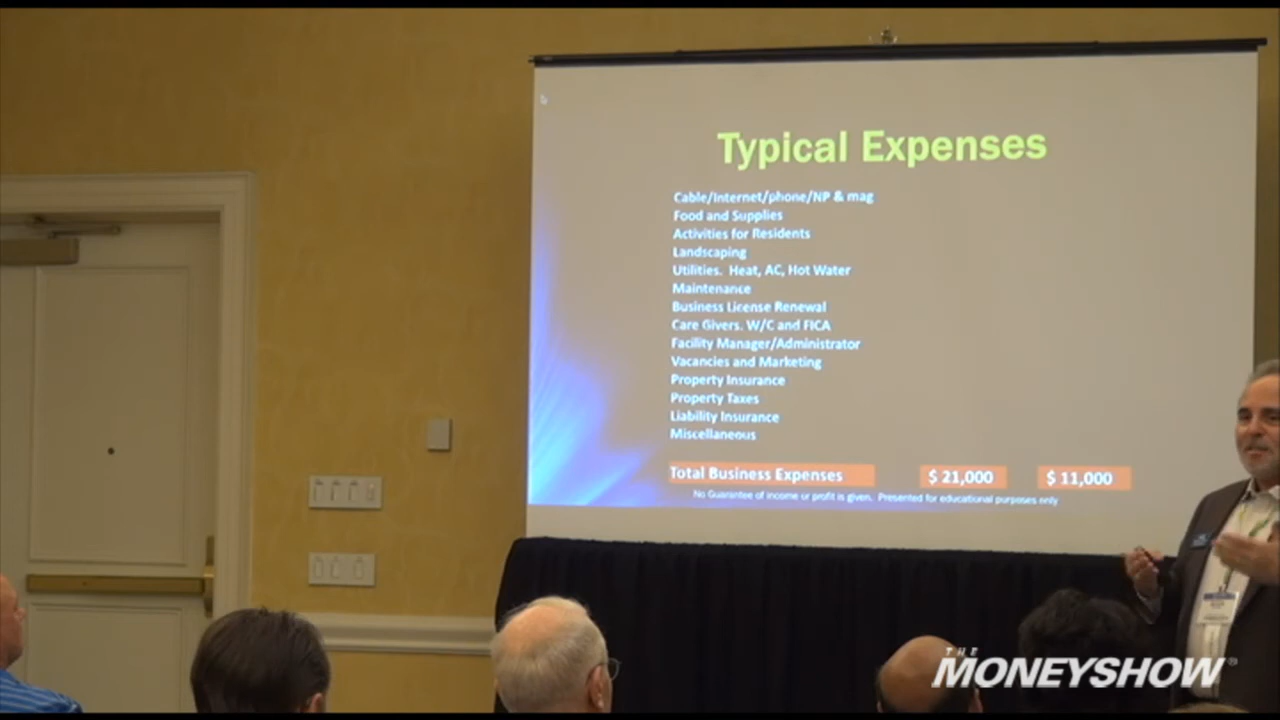 Typical Expenses
Cable/Internet/phone/NP & mag
Food and Supplies
Activities for Residents
Landscaping
Utilities. Heat, AC, Hot Water
Maintenance
Business License Renewal
Care Givers. W/C and FICA
Facility Manager/Administrator
Vacancies and Marketing
Property Insurance
Property Taxes
Liability Insurance
Miscellaneous
Total Business Expenses $ 21,000 $ 11,000
No Guarantee of income or profit is given. Presented for educational purposes only
THE
MONEYSHOW®